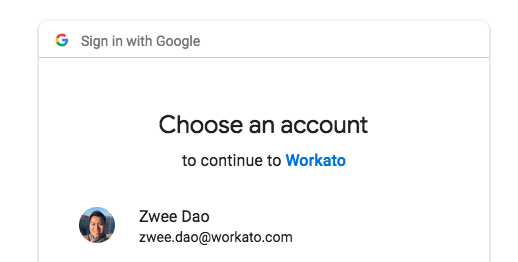 Sign in with Google
Choose an account
to continue to Workato
Zwee Dao
zwee.dao@workato.com